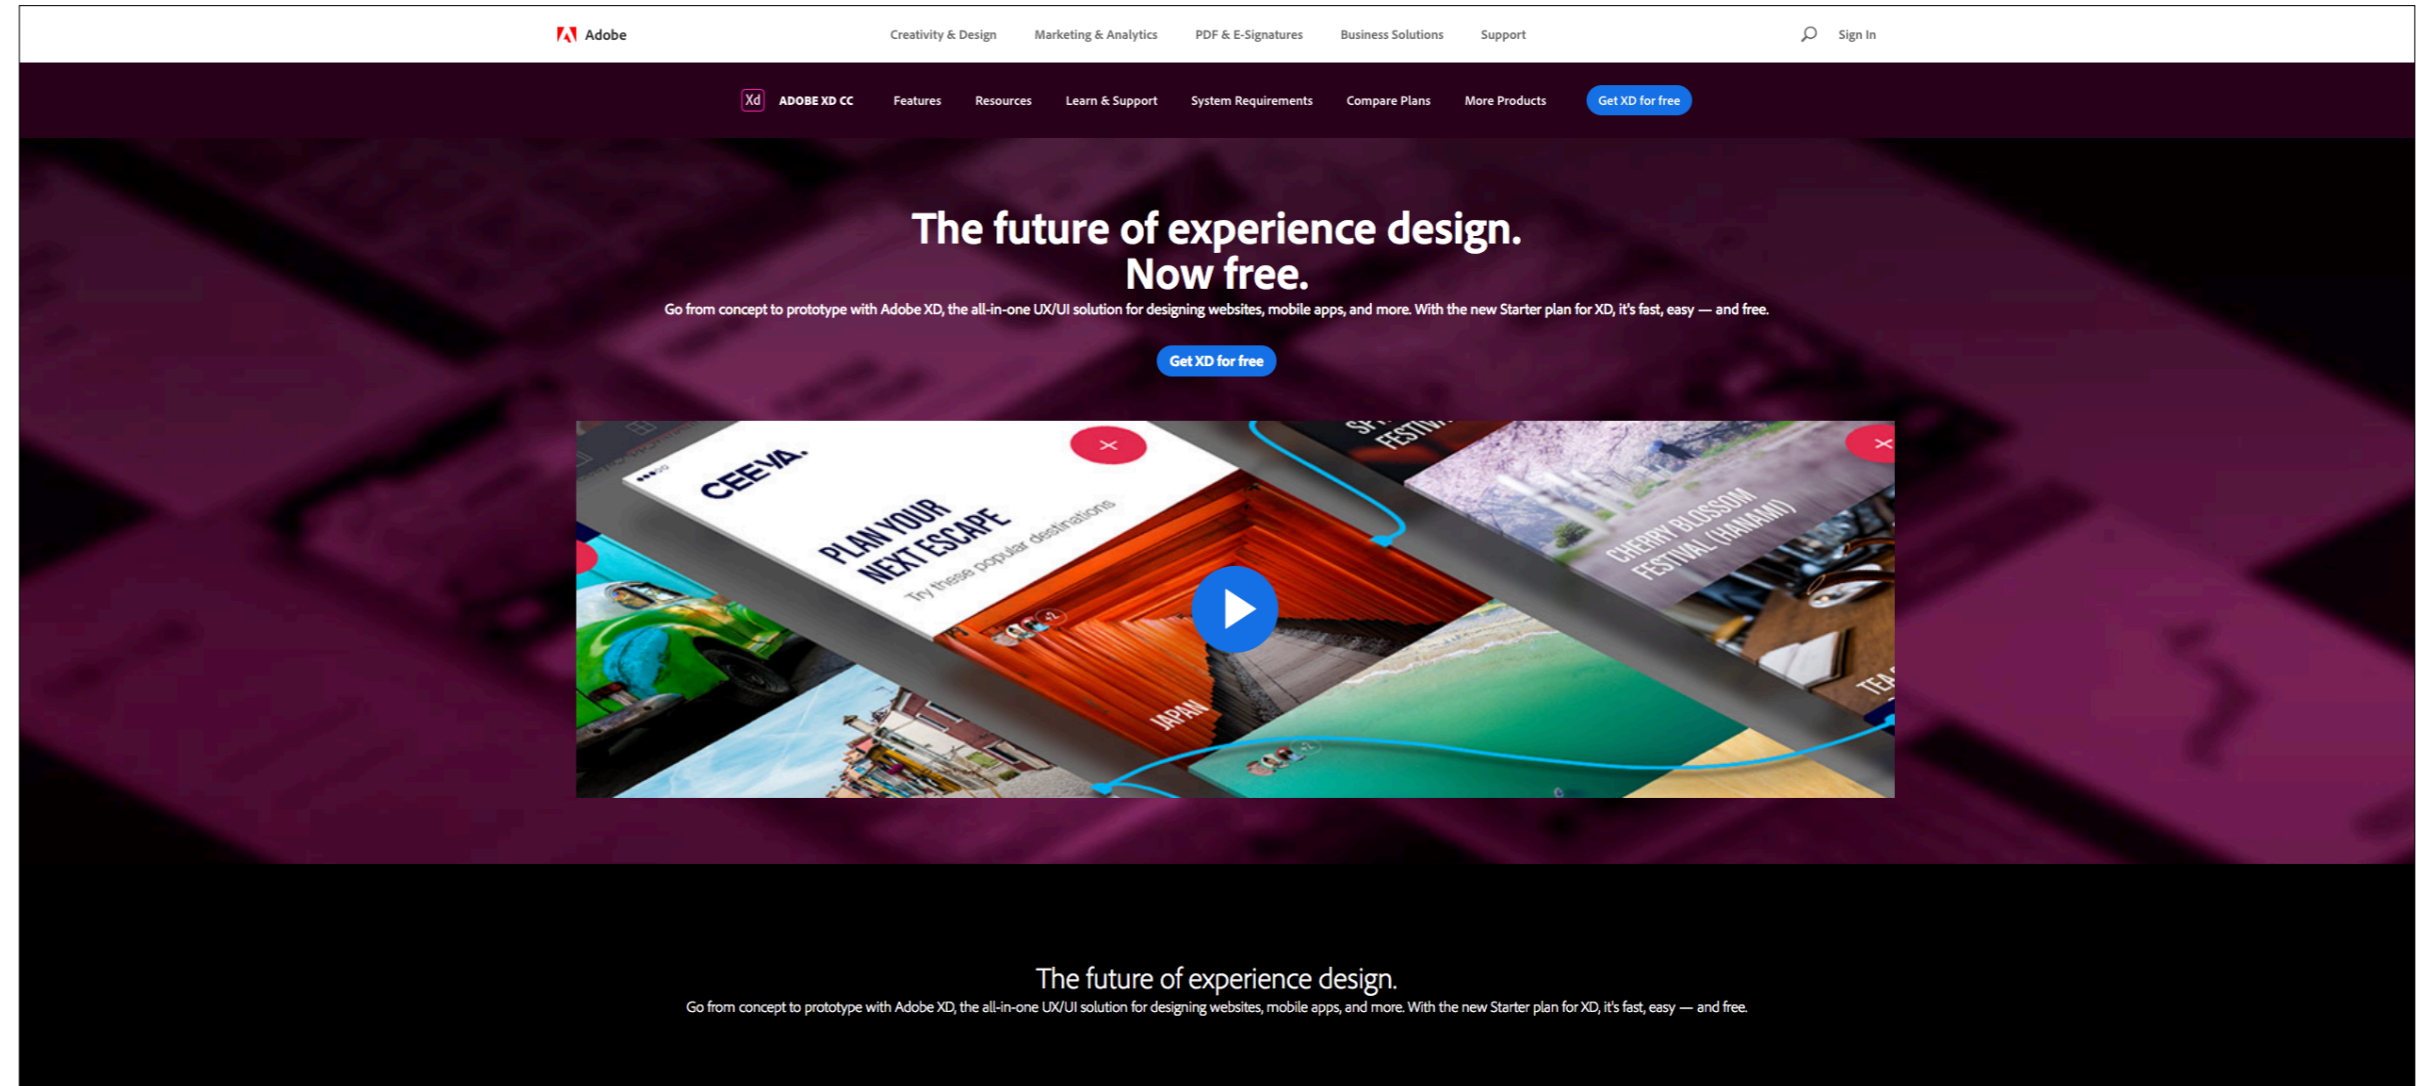 Adobe
Creativity & Design
Marketing & Analytics
PDF & E-Signatures
Business Solutions
Support
Sign In
Xd
ADOBE XD CC
Features
Resources
Learn & Support
System Requirements
Compare Plans
More Products
Get XD for free
The future of experience design.
Now free.
Go from concept to prototype with Adobe XD, the all-in-one UX/UI solution for designing websites, mobile apps, and more. With the new Starter plan for XD, it's fast, easy — and free.
Get XD for free
CEEYA.
PLAN YOUR
NEXT ESCAPE
Try these popular destinations
+2
JAPAN
CHERRY BLOSSOM
FESTIVAL (HANAMI)
+2
The future of experience design.
Go from concept to prototype with Adobe XD, the all-in-one UX/UI solution for designing websites, mobile apps, and more. With the new Starter plan for XD, it's fast, easy — and free.